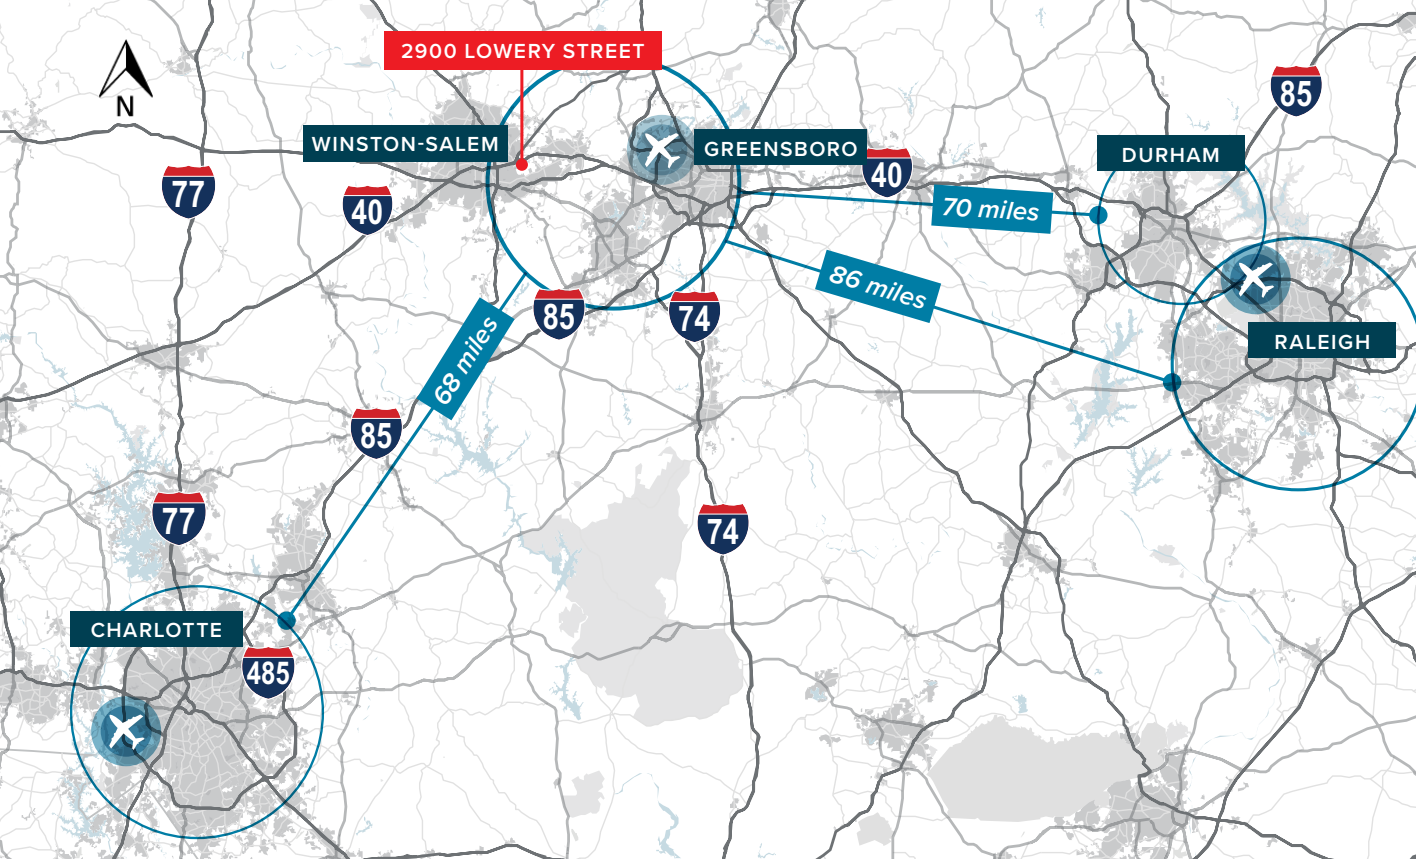 2900 LOWERY STREET
N
WINSTON-SALEM
GREENSBORO
DURHAM
85
77
40
40
70 miles
86 miles
85
74
68 miles
RALEIGH
85
77
74
CHARLOTTE
485